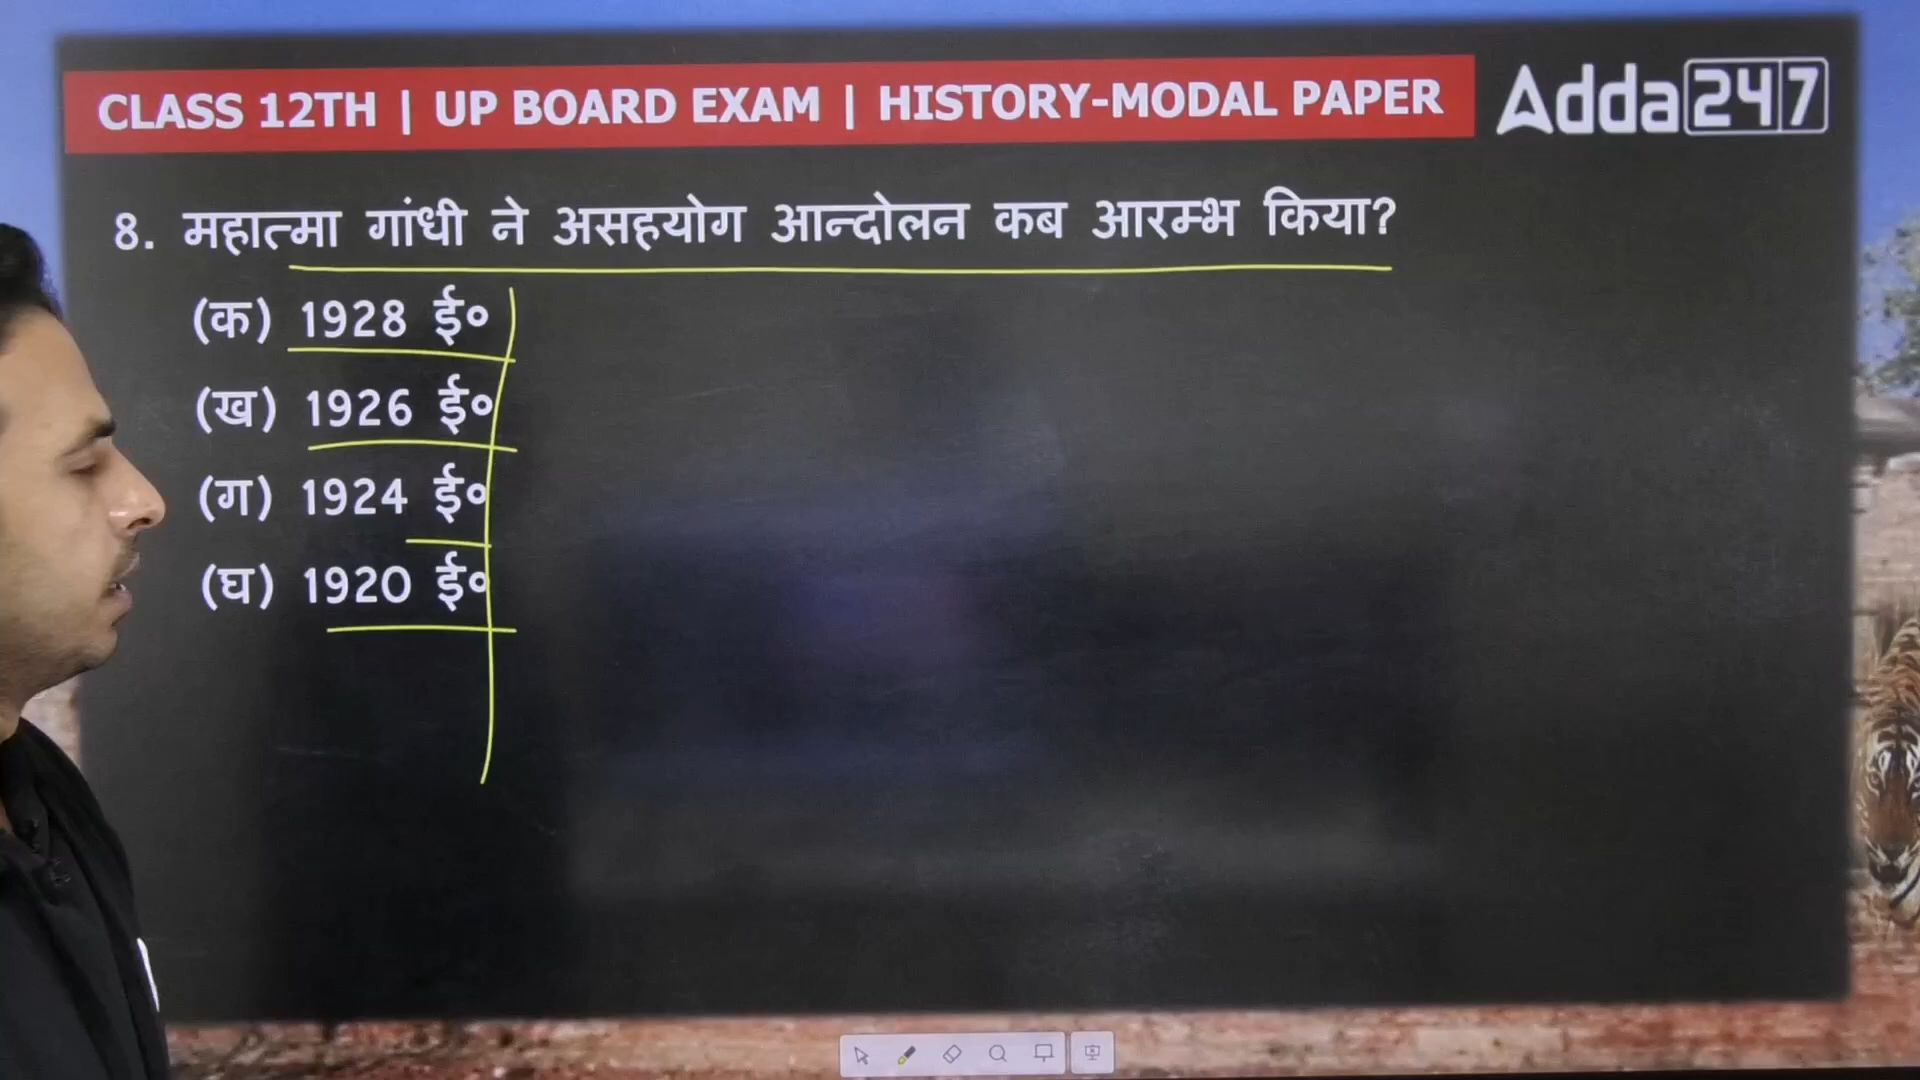 CLASS 12TH | UP BOARD EXAM | HISTORY-MODAL PAPER
Adda247
8. महात्मा गांधी ने असहयोग आन्दोलन कब आरम्भ किया?
(क) 1928 ई०
(ख) 1926 ई०
(ग) 1924 ई०
(घ) 1920 ई०